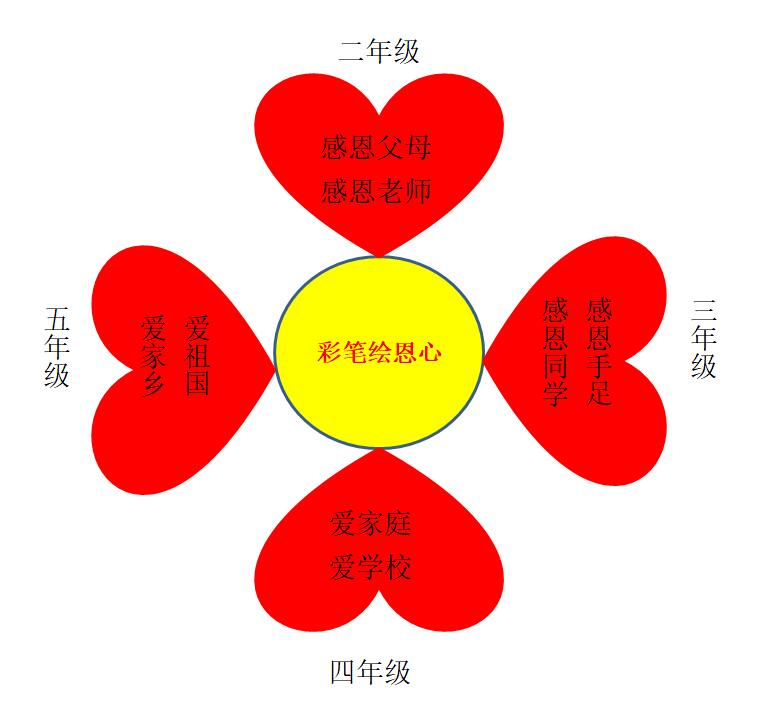 二年级
感恩父母
感恩老师
五年级
爱祖国
爱家乡
彩笔绘恩心
感恩手足
感恩同学
三年级
爱家庭
爱学校
四年级